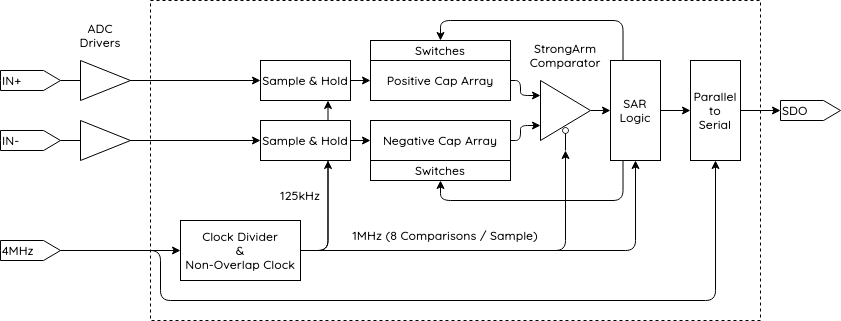 ADC
Drivers
Switches
StrongArm
Comparator
IN+
Sample & Hold
Positive Cap Array
SAR
Logic
Parallel
to
Serial
SDO
IN-
Sample & Hold
Negative Cap Array
Switches
125kHz
1MHz (8 Comparisons / Sample)
4MHz
Clock Divider
&
Non-Overlap Clock